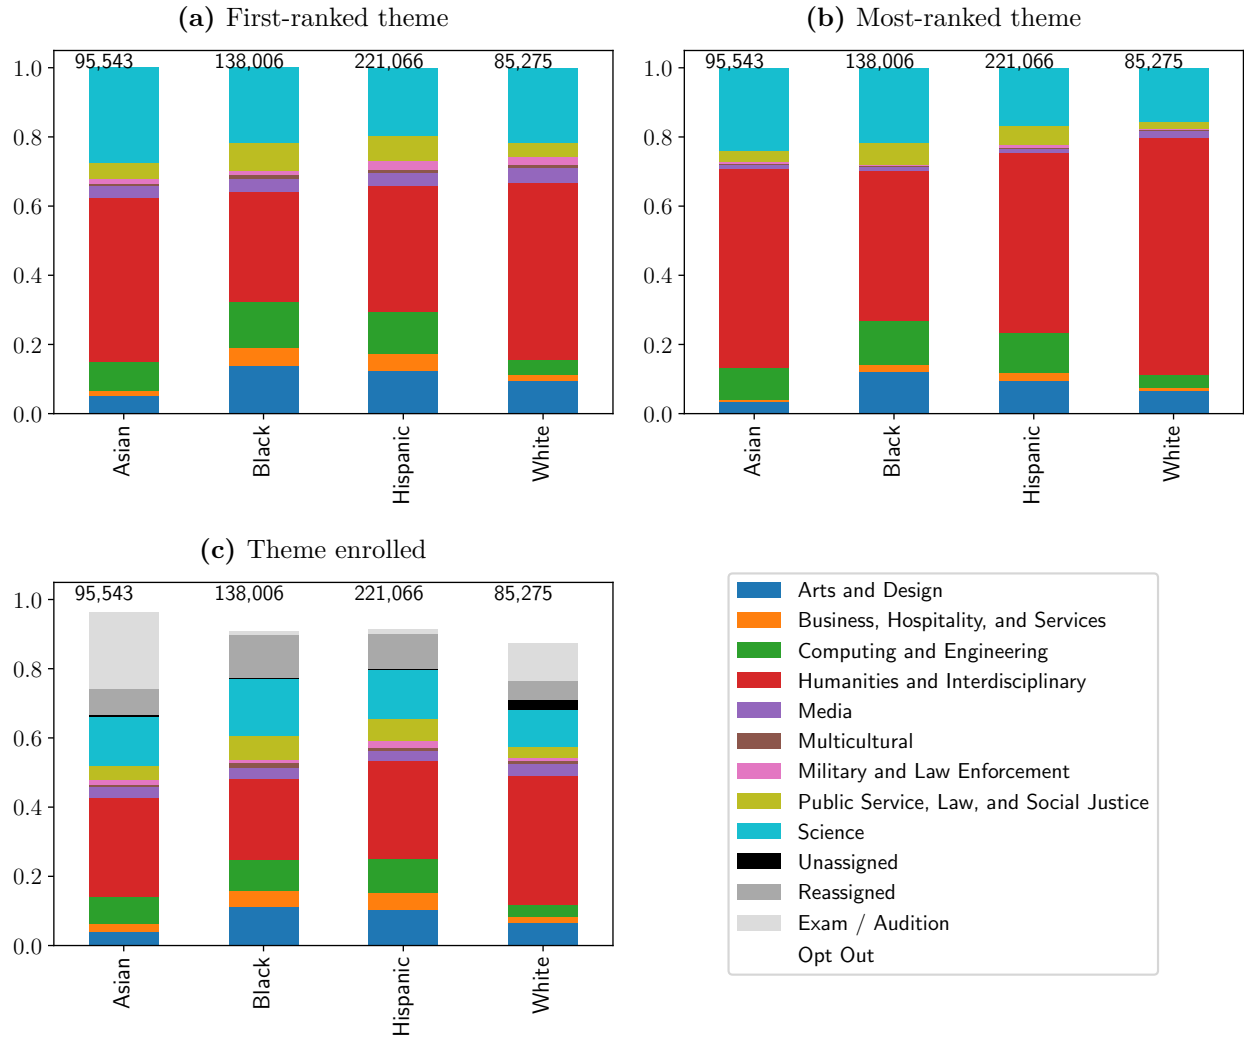 (a) First-ranked theme
95,543 138,006 221,066 85,275
1.0
0.8
0.6
0.4
0.2
0.0
Asian Black Hispanic White
(b) Most-ranked theme
95,543 138,006 221,066 85,275
1.0
0.8
0.6
0.4
0.2
0.0
Asian Black Hispanic White
(c) Theme enrolled
95,543 138,006 221,066 85,275
1.0
0.8
0.6
0.4
0.2
0.0
Asian Black Hispanic White
Arts and Design
Business, Hospitality, and Services
Computing and Engineering
Humanities and Interdisciplinary
Media
Multicultural
Military and Law Enforcement
Public Service, Law, and Social Justice
Science
Unassigned
Reassigned
Exam / Audition
Opt Out